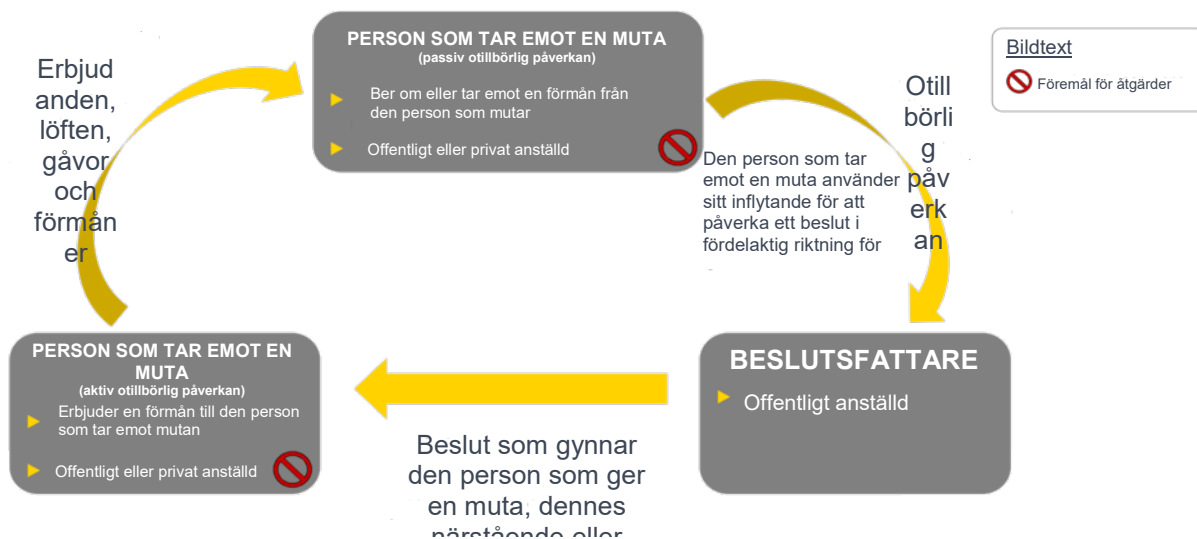 PERSON SOM TAR EMOT EN MUTA
(passiv otillbörlig påverkan)
Ber om eller tar emot en förmån från
den person som mutar
Offentligt eller privat anställd
Bildtext
Föremål för åtgärder
Erbjud
anden,
löften,
gåvor
och
förmån
er
Otill
börli
g
påv
erk
an
Den person som tar
emot en muta använder
sitt inflytande för att
påverka ett beslut i
fördelaktig riktning för
PERSON SOM TAR EMOT EN
MUTA
(aktiv otillbörlig påverkan)
Erbjuder en förmån till den person
som tar emot mutan
Offentligt eller privat anställd
BESLUTSFATTARE
Offentligt anställd
Beslut som gynnar
den person som ger
en muta, dennes
närstående eller